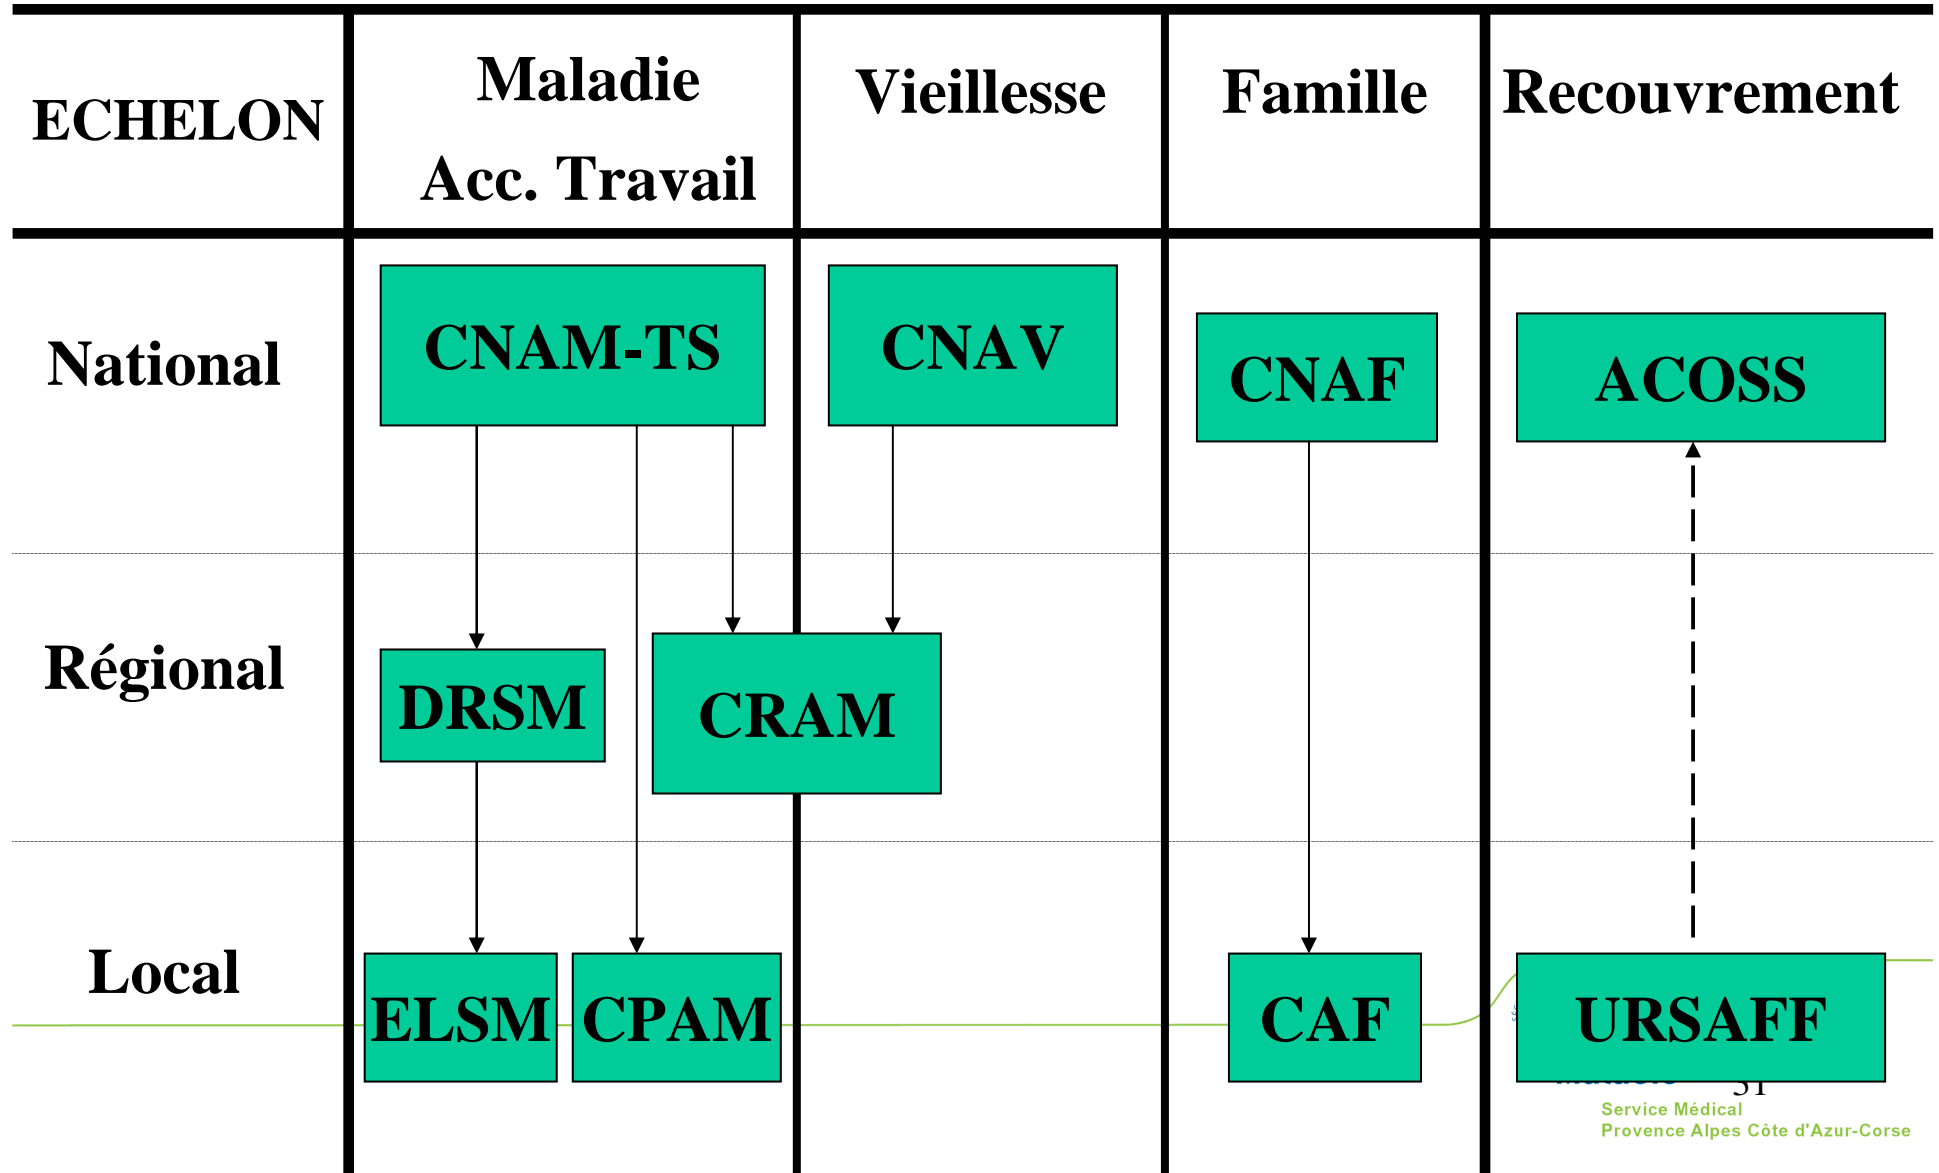 ECHELON
Maladie
Acc. Travail
Vieillesse
Famille
Recouvrement
National
CNAM-TS
CNAV
CNAF
ACOSS
Régional
DRSM
CRAM
Local
ELSM
CPAM
CAF
URSAFF
Service Médical
Provence Alpes Côte d'Azur-Corse